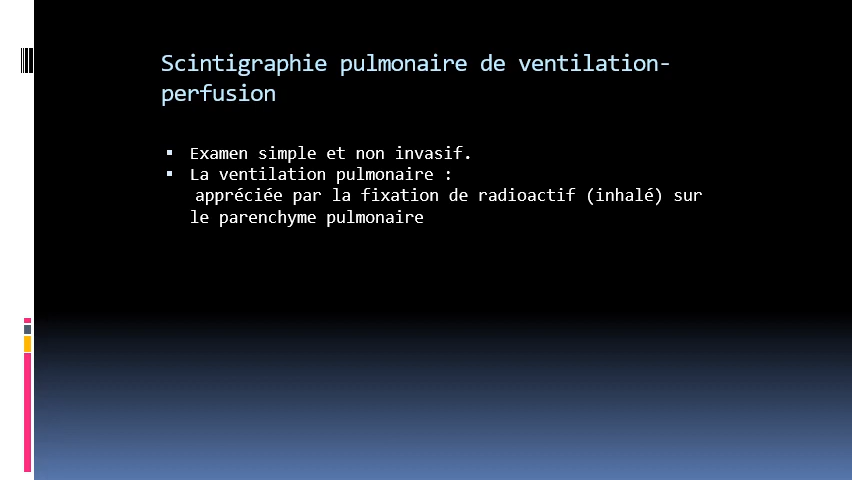 Scintigraphie pulmonaire de ventilation-
perfusion
▪ Examen simple et non invasif.
▪ La ventilation pulmonaire :
appréciée par la fixation de radioactif (inhalé) sur
le parenchyme pulmonaire